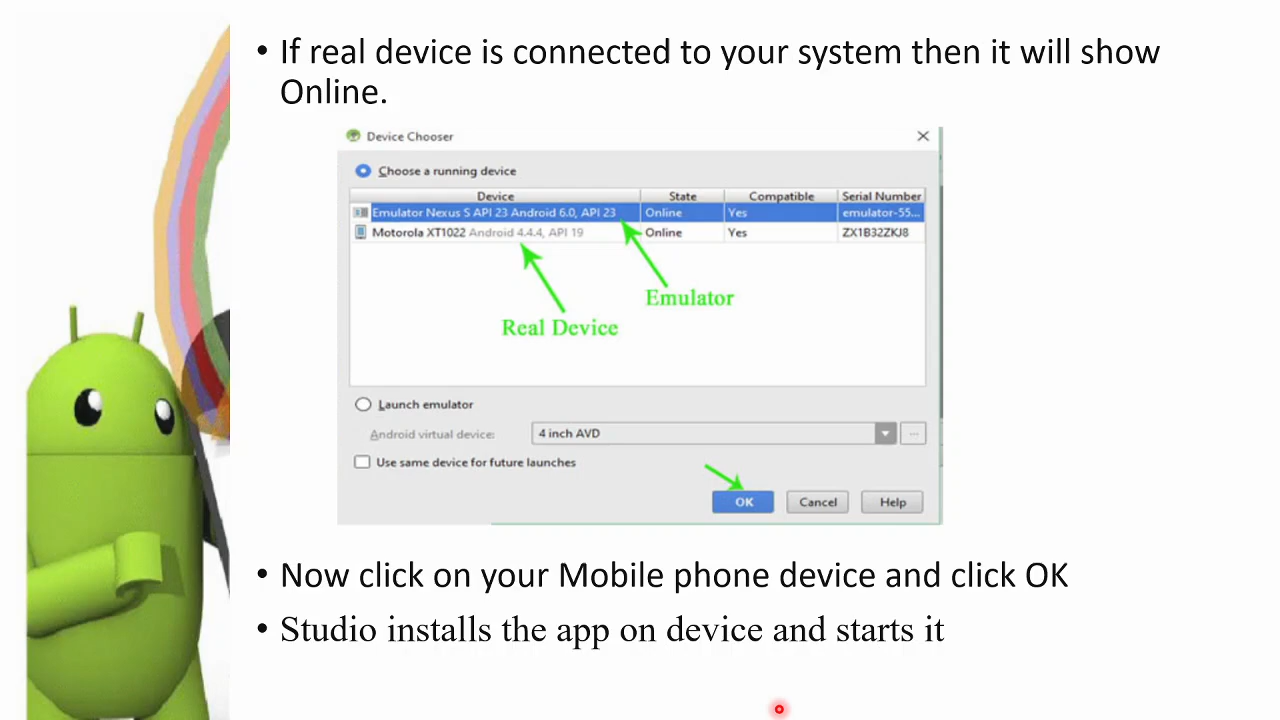 • If real device is connected to your system then it will show
Online.
Device Chooser
Choose a running device
Device State Compatible Serial Number
Emulator Nexus S API 23 Android 6.0, API 23 Online Yes emulator-55...
Motorola XT1022 Android 4.4.4, API 19 Online Yes ZX1B32ZKJ8
Emulator
Real Device
Launch emulator
Android virtual device: 4 inch AVD ...
Use same device for future launches
OK Cancel Help
• Now click on your Mobile phone device and click OK
• Studio installs the app on device and starts it